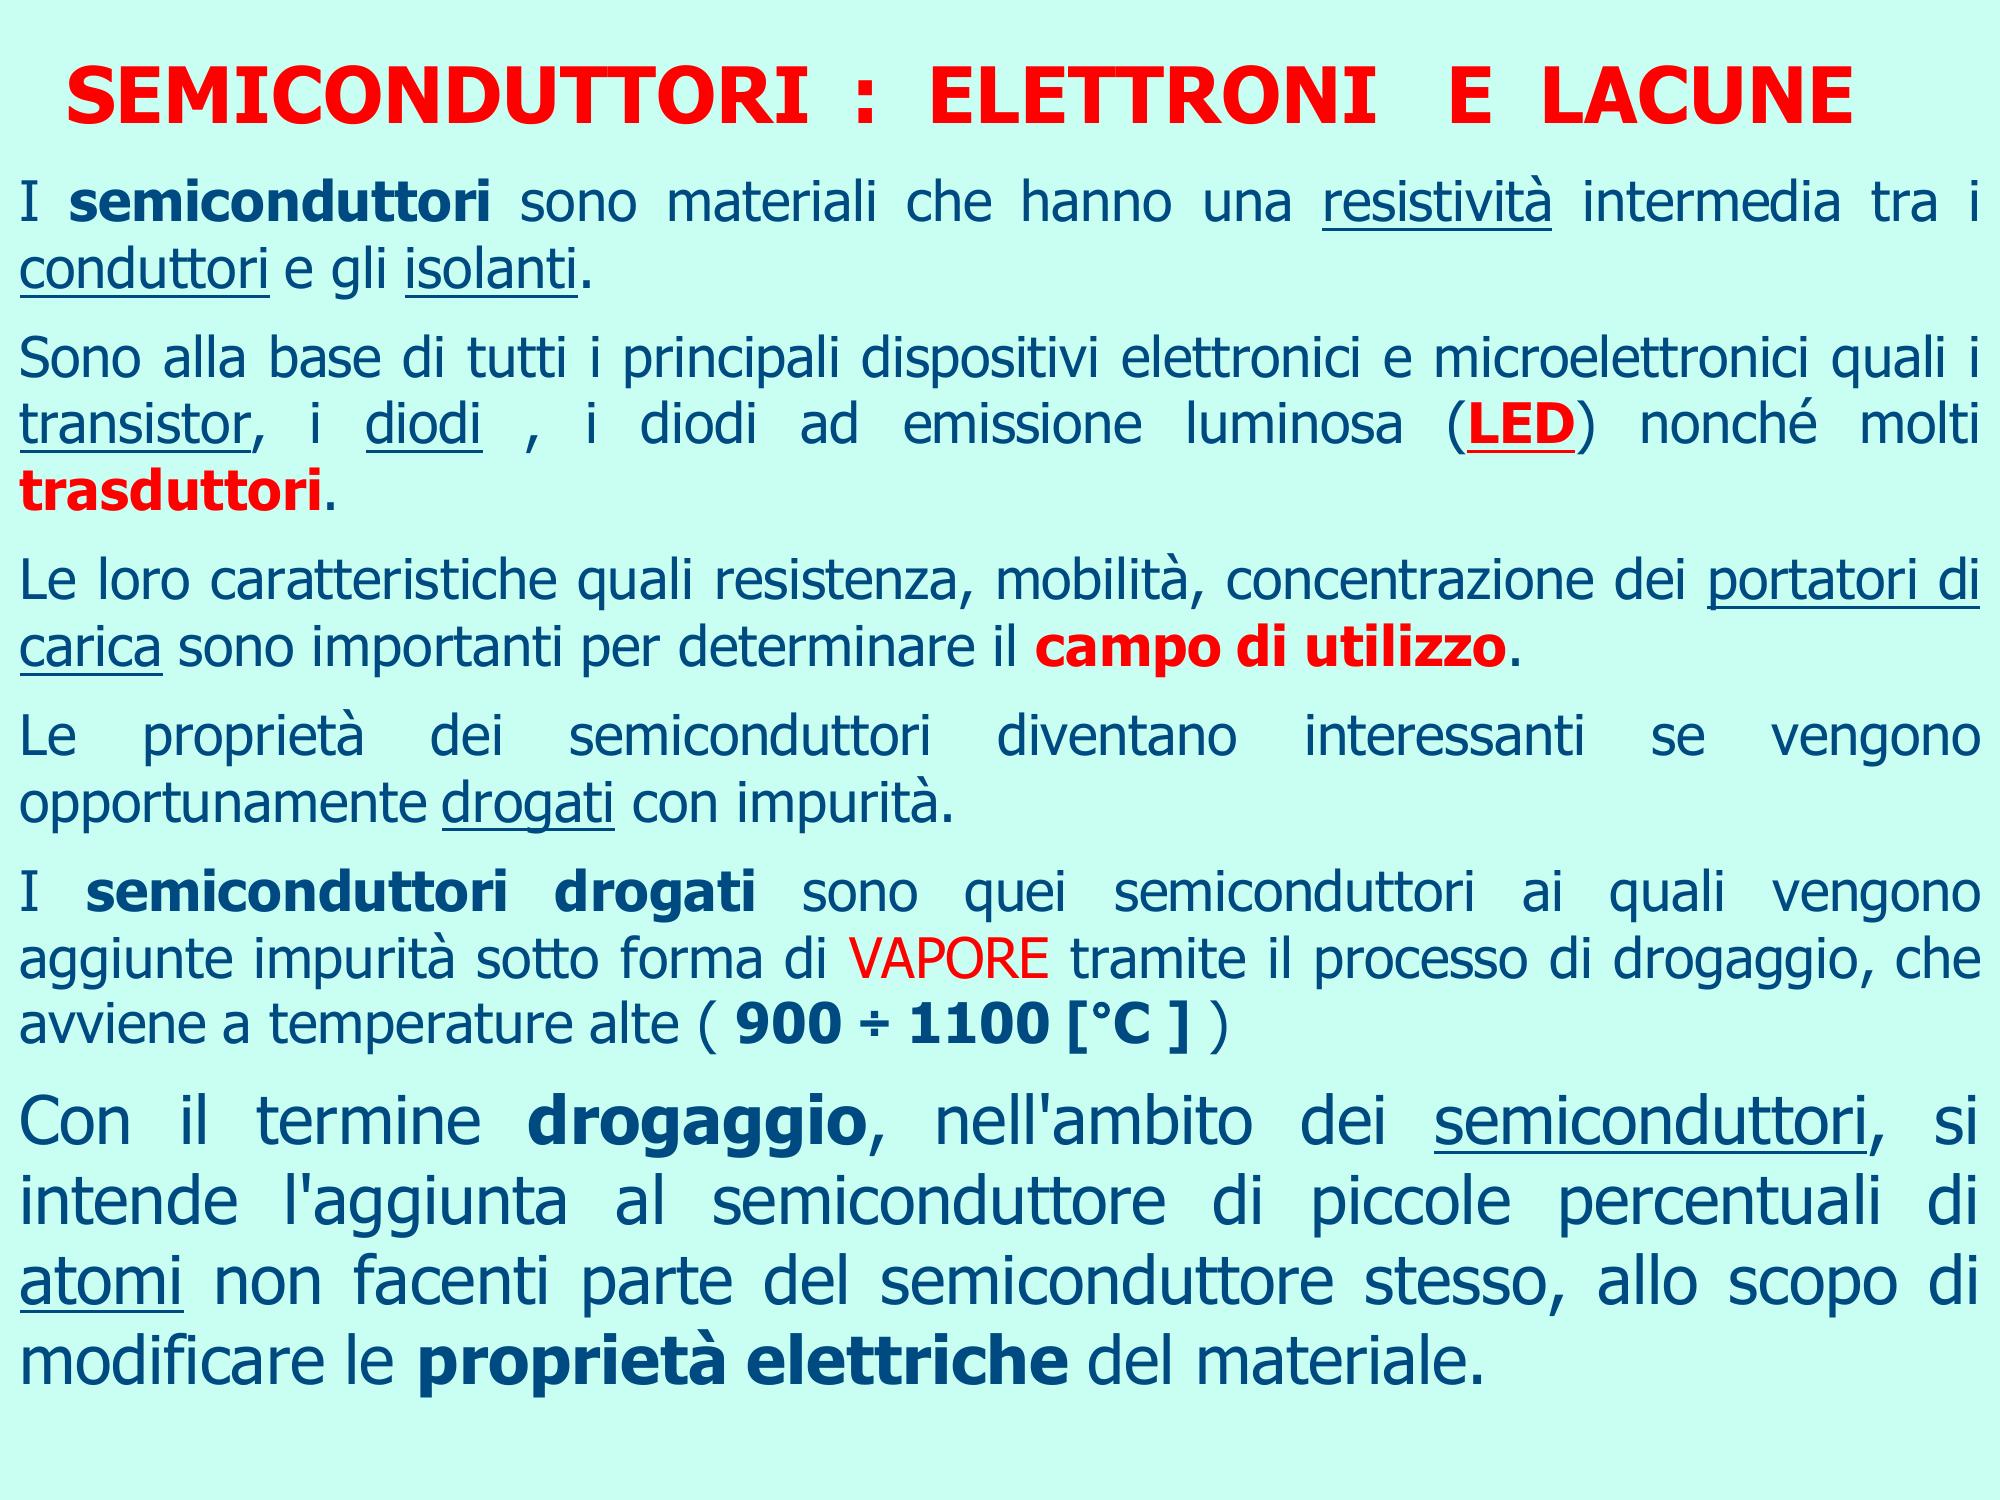 SEMICONDUTTORI : ELETTRONI E LACUNE
I semiconduttori sono materiali che hanno una resistività intermedia tra i
conduttori e gli isolanti.
Sono alla base di tutti i principali dispositivi elettronici e microelettronici quali i
transistor, i diodi , i diodi ad emissione luminosa (LED) nonché molti
trasduttori.
Le loro caratteristiche quali resistenza, mobilità, concentrazione dei portatori di
carica sono importanti per determinare il campo di utilizzo.
Le proprietà dei semiconduttori diventano interessanti se vengono
opportunamente drogati con impurità.
I semiconduttori drogati sono quei semiconduttori ai quali vengono
aggiunte impurità sotto forma di VAPORE tramite il processo di drogaggio, che
avviene a temperature alte ( 900 ÷ 1100 [°C ] )
Con il termine drogaggio, nell'ambito dei semiconduttori, si
intende l'aggiunta al semiconduttore di piccole percentuali di
atomi non facenti parte del semiconduttore stesso, allo scopo di
modificare le proprietà elettriche del materiale.